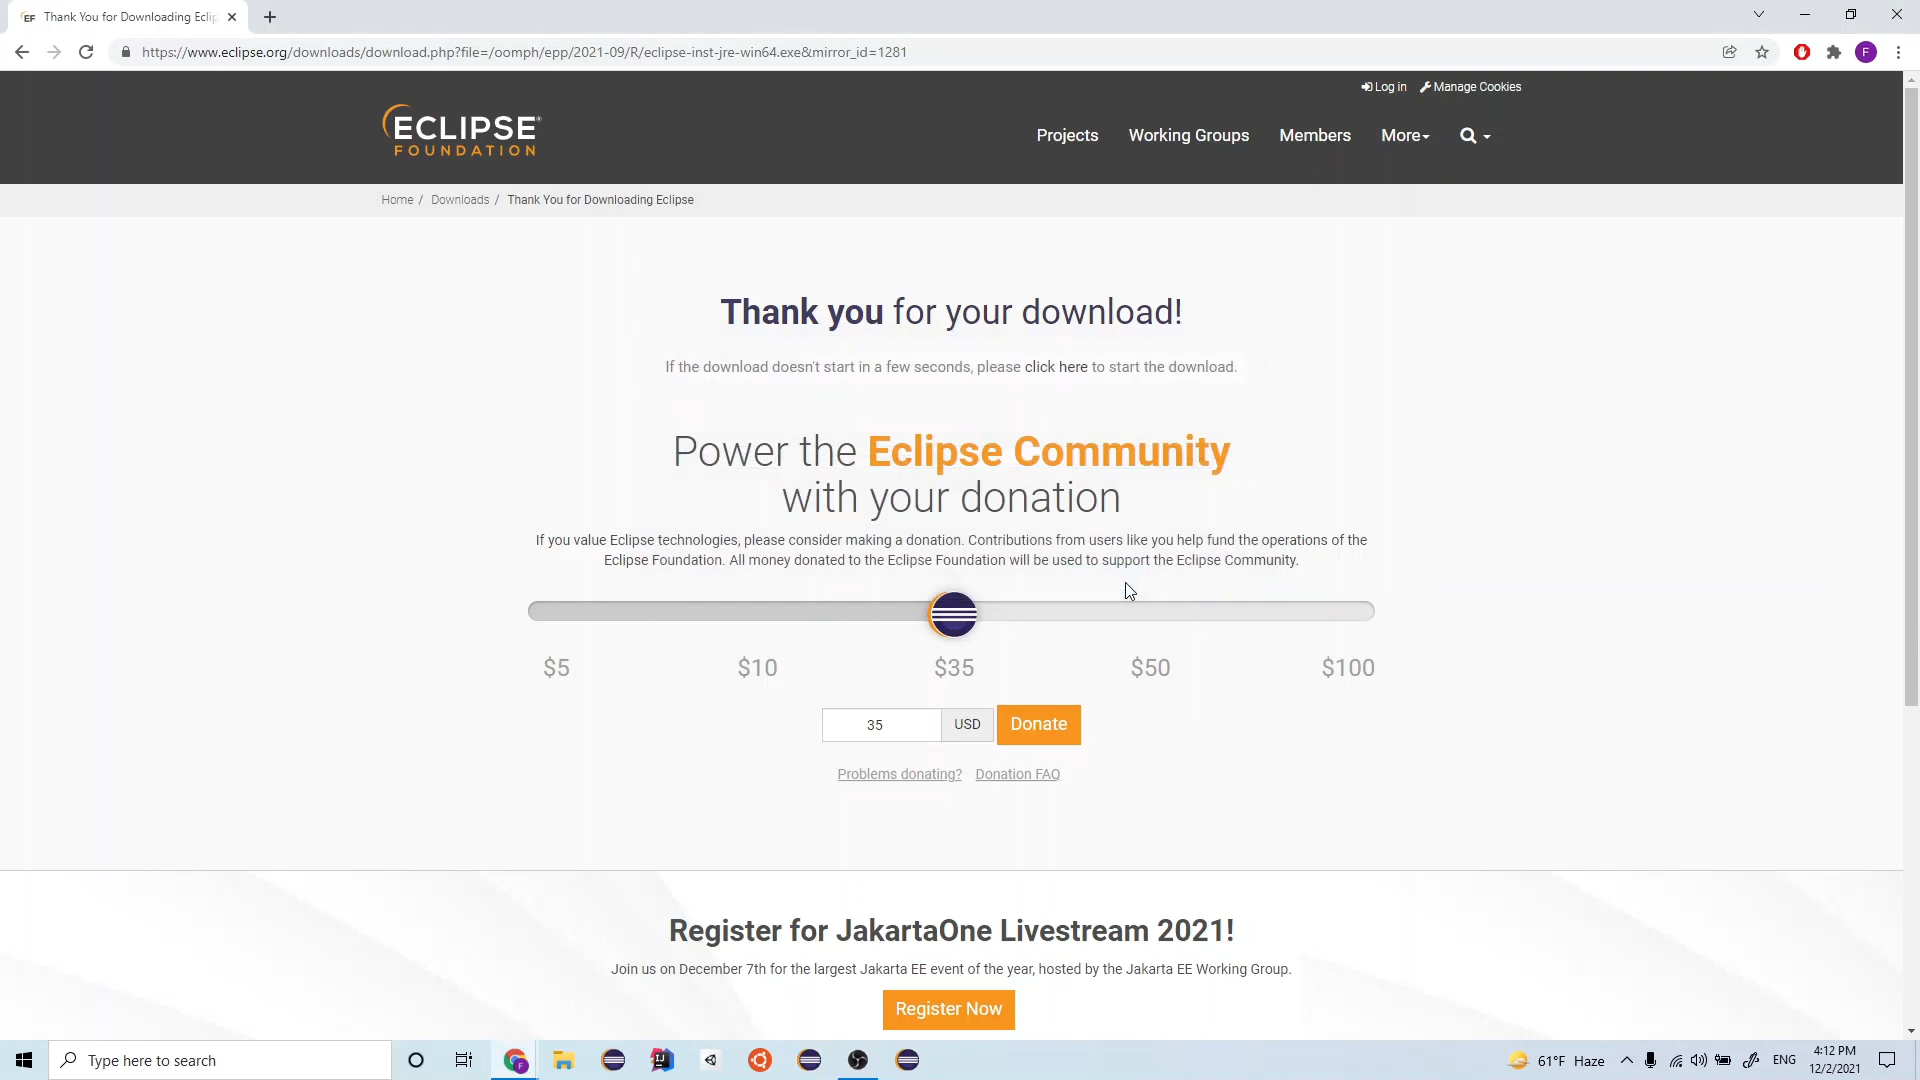 Thank You for Downloading Eclip
https://www.eclipse.org/downloads/download.php?file=/oomph/epp/2021-09/R/eclipse-inst-jre-win64.exe&mirror_id=1281
F
Log in Manage Cookies
ECLIPSE®
FOUNDATION
Projects Working Groups Members More
Home / Downloads / Thank You for Downloading Eclipse
Thank you for your download!
If the download doesn't start in a few seconds, please click here to start the download.
Power the Eclipse Community
with your donation
If you value Eclipse technologies, please consider making a donation. Contributions from users like you help fund the operations of the
Eclipse Foundation. All money donated to the Eclipse Foundation will be used to support the Eclipse Community.
$5 $10 $35 $50 $100
35 USD Donate
Problems donating? Donation FAQ
Register for JakartaOne Livestream 2021!
Join us on December 7th for the largest Jakarta EE event of the year, hosted by the Jakarta EE Working Group.
Register Now
Type here to search
61°F Haze
ENG
4:12 PM
12/2/2021